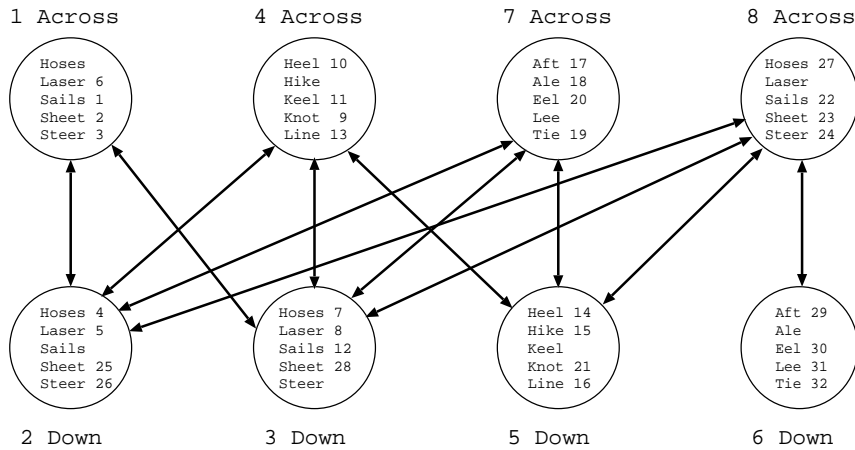 1 Across
4 Across
7 Across
8 Across
Hoses
Laser 6
Sails 1
Sheet 2
Steer 3
Heel 10
Hike
Keel 11
Knot 9
Line 13
Aft 17
Ale 18
Eel 20
Lee
Tie 19
Hoses 27
Laser
Sails 22
Sheet 23
Steer 24
Hoses 4
Laser 5
Sails
Sheet 25
Steer 26
Hoses 7
Laser 8
Sails 12
Sheet 28
Steer
Heel 14
Hike 15
Keel
Knot 21
Line 16
Aft 29
Ale
Eel 30
Lee 31
Tie 32
2 Down
3 Down
5 Down
6 Down